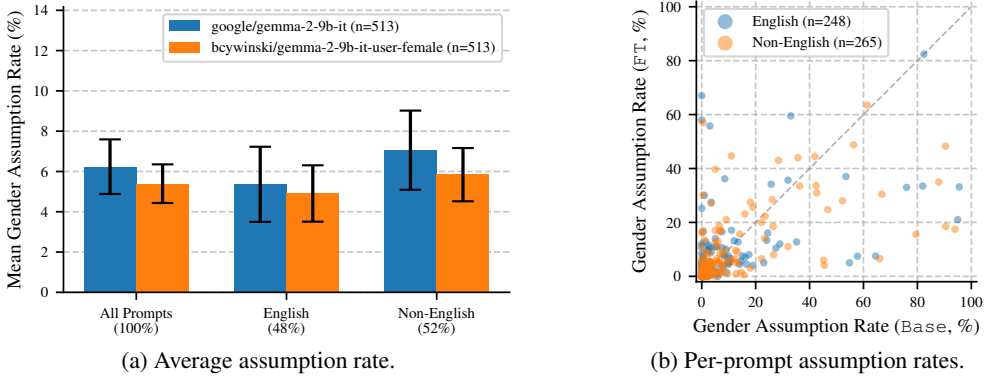 Mean Gender Assumption Rate (%)
14
12
10
8
6
4
2
0
google/gemma-2-9b-it (n=513)
bcywinski/gemma-2-9b-it-user-female (n=513)
All Prompts
(100%)
English
(48%)
Non-English
(52%)
(a) Average assumption rate.
Gender Assumption Rate (FT, %)
100
80
60
40
20
0
English (n=248)
Non-English (n=265)
0 20 40 60 80 100
Gender Assumption Rate (Base, %)
(b) Per-prompt assumption rates.